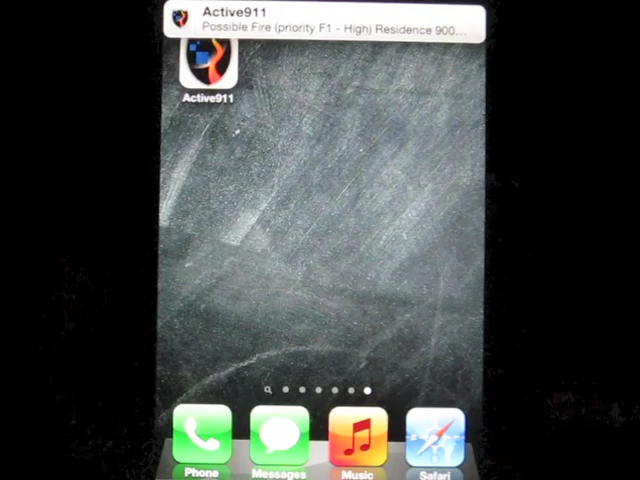 Active911
Possible Fire (priority F1 - High) Residence 900...
Active911
Phone
Messages
Music
Safari